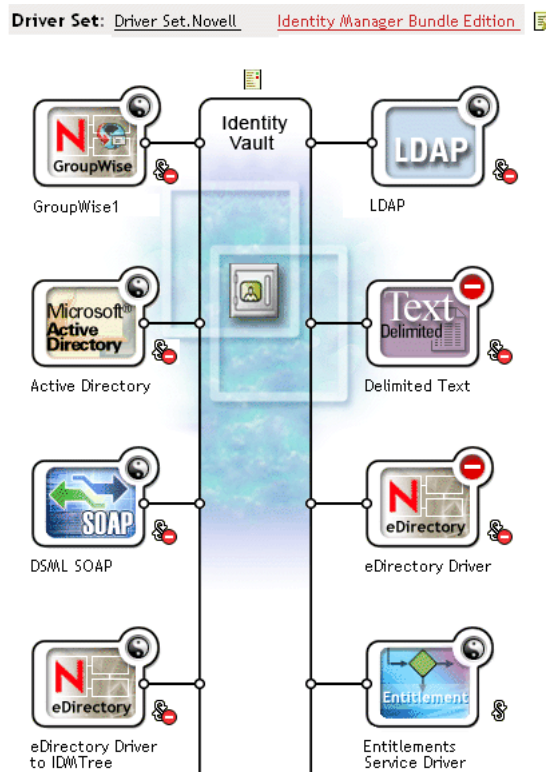 Driver Set: Driver Set.Novell Identity Manager Bundle Edition
Identity
Vault
N
GroupWise
GroupWise1
LDAP
LDAP
Microsoft®
Active
Directory
Active Directory
Text
Delimited
Delimited Text
SOAP
DSML SOAP
N
eDirectory
eDirectory Driver
N
eDirectory
eDirectory Driver
to IDMTree
Entitlement
Entitlements
Service Driver